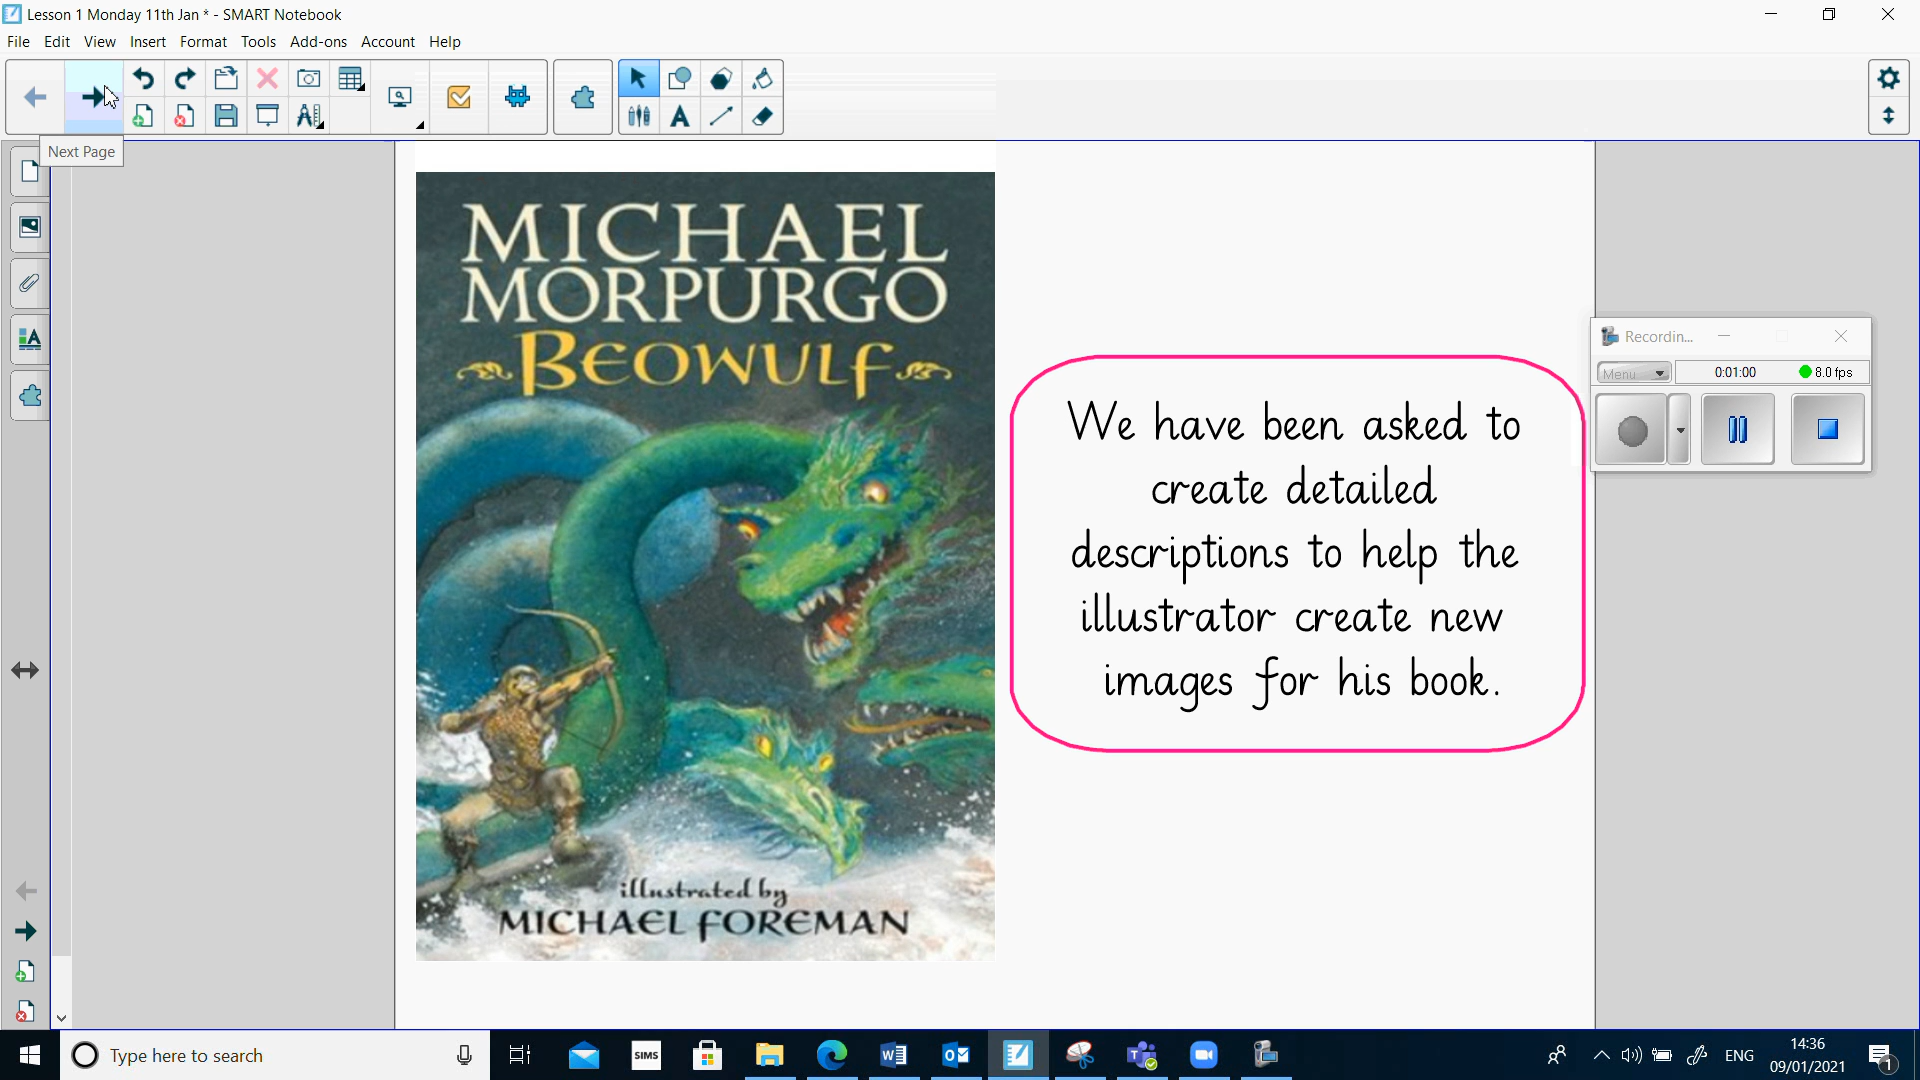 Lesson 1 Monday 11th Jan * - SMART Notebook
File Edit View Insert Format Tools Add-ons Account Help
Next Page
MICHAEL
MORPURGO
BEOWULF
illustrated by
MICHAEL FOREMAN
We have been asked to
create detailed
descriptions to help the
illustrator create new
images for his book.
Recordin...
Menu 0:01:00 8.0 fps
Type here to search
SIMS
ENG
14:36
09/01/2021
1